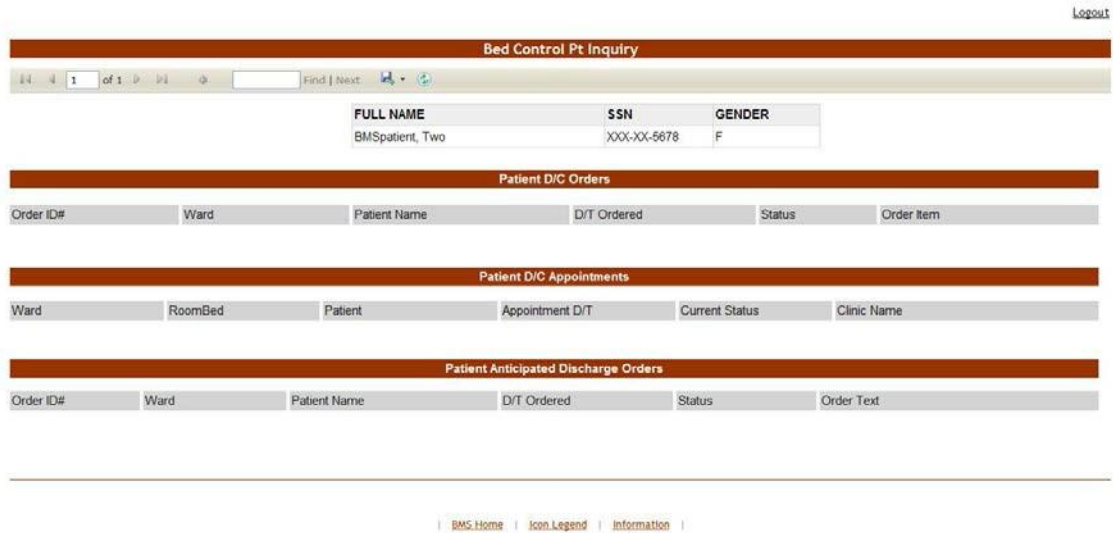 Logout
Bed Control Pt Inquiry
1 of 1 Find | Next
FULL NAME SSN GENDER
BMSpatient, Two XXX-XX-5678 F
Patient D/C Orders
Order ID# Ward Patient Name D/T Ordered Status Order Item
Patient D/C Appointments
Ward RoomBed Patient Appointment D/T Current Status Clinic Name
Patient Anticipated Discharge Orders
Order ID# Ward Patient Name D/T Ordered Status Order Text
| BMS Home | Icon Legend | Information |